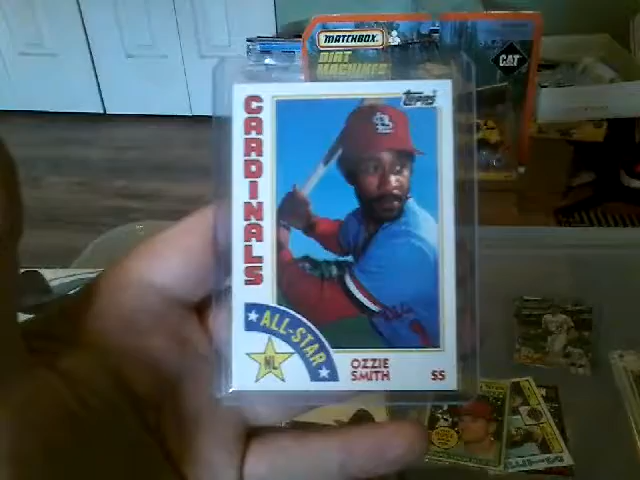 MATCHBOX
DIRT
MACHINES
CAT
Topps
CARDINALS
StL
ALL-STAR
NL
OZZIE
SMITH
SS